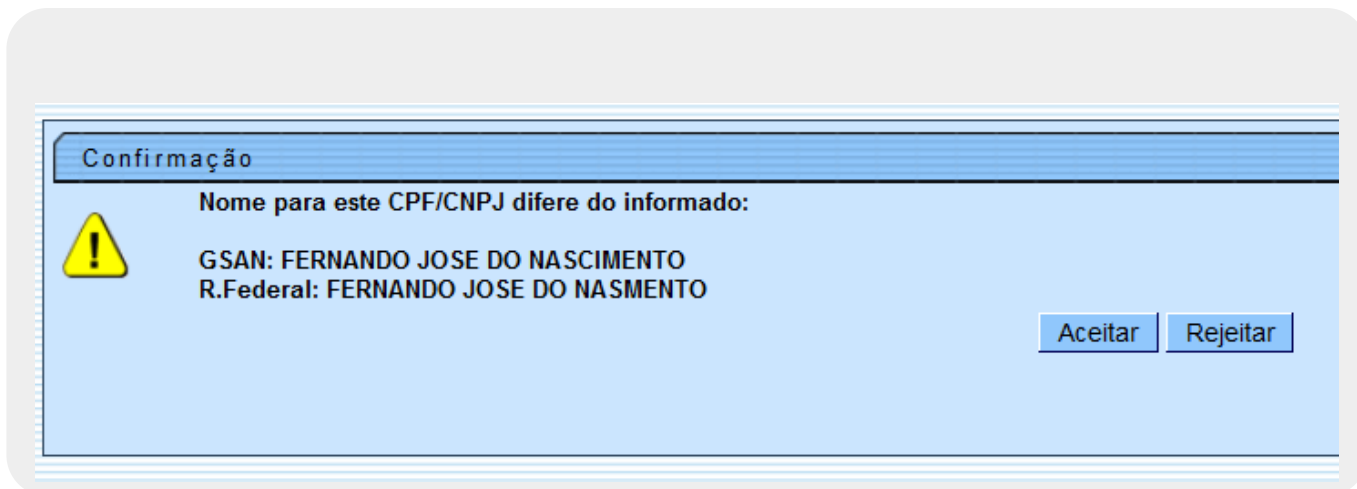 Confirmação
Nome para este CPF/CNPJ difere do informado:
GSAN: FERNANDO JOSE DO NASCIMENTO
R.Federal: FERNANDO JOSE DO NASMENTO
Aceitar Rejeitar